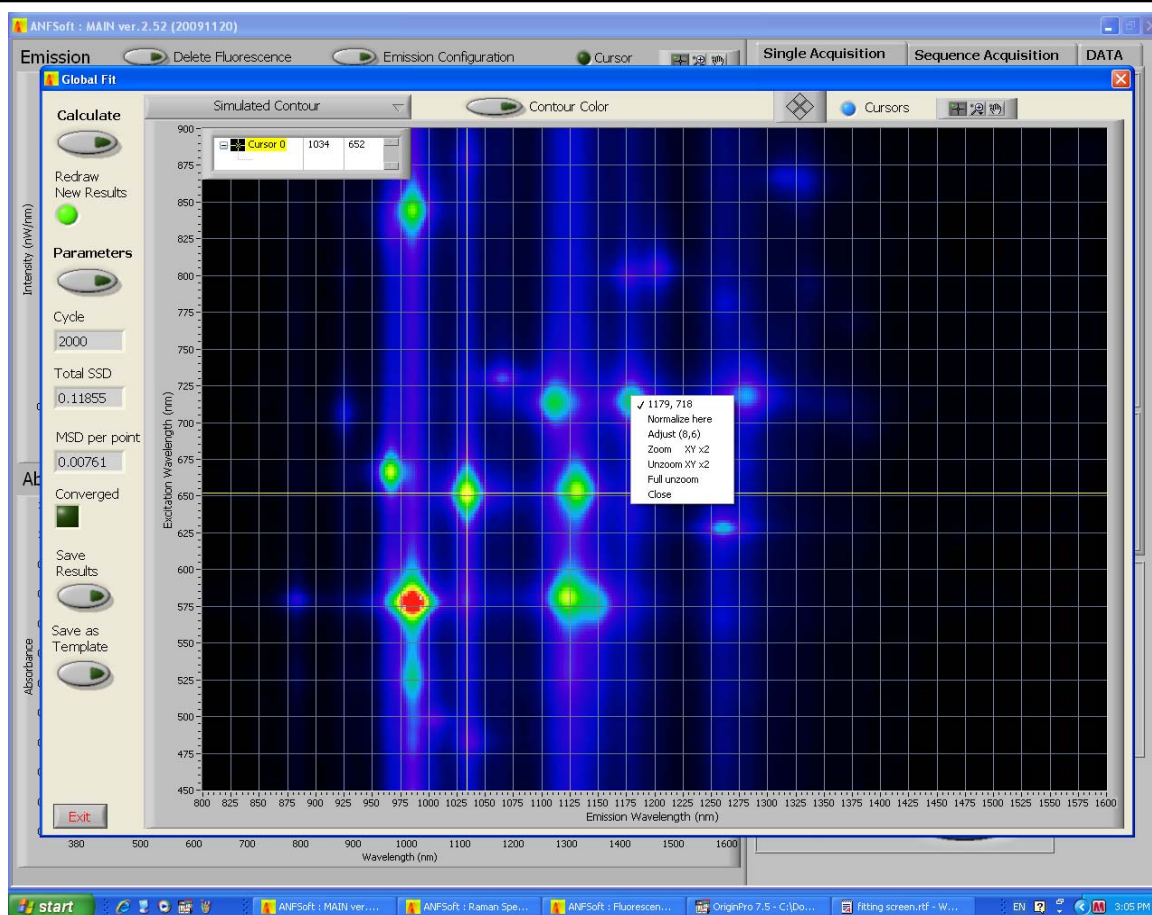 ANFSoft : MAIN ver.2.52 (20091120)
Emission Delete Fluorescence Emission Configuration Cursor Single Acquisition Sequence Acquisition DATA
Global Fit
Calculate Simulated Contour Contour Color Cursors
Cursor 0 1034 652
Redraw
New Results
Parameters
Cycle
2000
Total SSD
0.11855
MSD per point
0.00761
Converged
Save
Results
Save as
Template
Exit
Intensity (nW/nm)
Absorbance
Excitation Wavelength (nm)
900
875
850
825
800
775
750
725
700
675
650
625
600
575
550
525
500
475
450
✓ 1179, 718
Normalize here
Adjust (8,6)
Zoom XY x2
Unzoom XY x2
Full unzoom
Close
800 825 850 875 900 925 950 975 1000 1025 1050 1075 1100 1125 1150 1175 1200 1225 1250 1275 1300 1325 1350 1375 1400 1425 1450 1475 1500 1525 1550 1575 1600
Emission Wavelength (nm)
380 500 600 700 800 900 1000 1100 1200 1300 1400 1500 1600
Wavelength (nm)
start ANFSoft : MAIN ver.... ANFSoft : Raman Spe... ANFSoft : Fluorescen... OriginPro 7.5 - C:\Do... fitting screen.rtf - W... EN 3:05 PM